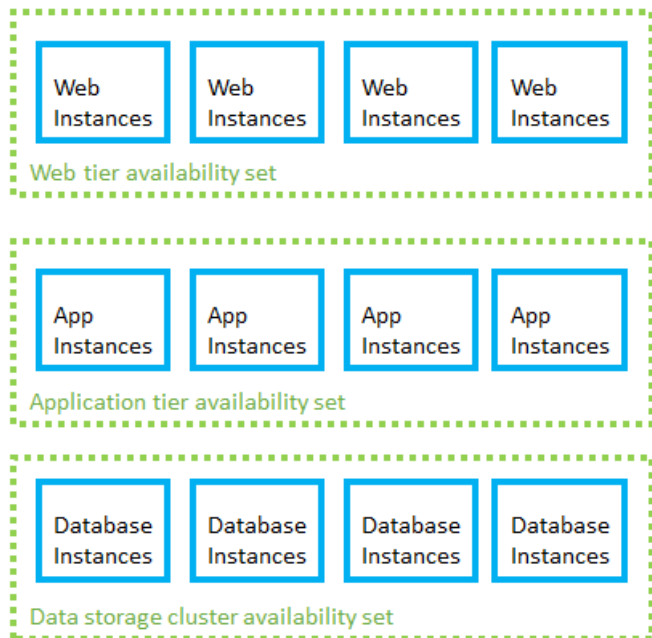 Web Instances
Web Instances
Web Instances
Web Instances
Web tier availability set
App Instances
App Instances
App Instances
App Instances
Application tier availability set
Database Instances
Database Instances
Database Instances
Database Instances
Data storage cluster availability set